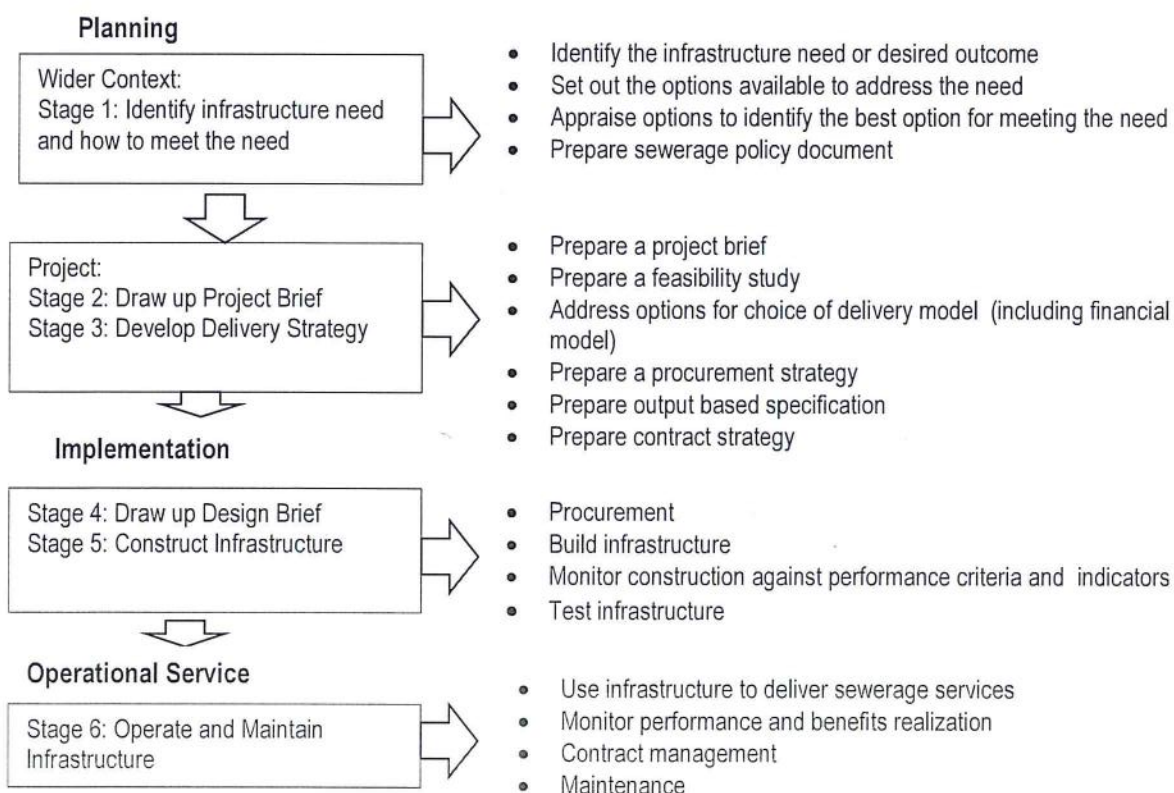 Planning
Wider Context:
Stage 1: Identify infrastructure need
and how to meet the need
• Identify the infrastructure need or desired outcome
• Set out the options available to address the need
• Appraise options to identify the best option for meeting the need
• Prepare sewerage policy document
Project:
Stage 2: Draw up Project Brief
Stage 3: Develop Delivery Strategy
• Prepare a project brief
• Prepare a feasibility study
• Address options for choice of delivery model (including financial
model)
• Prepare a procurement strategy
• Prepare output based specification
• Prepare contract strategy
Implementation
Stage 4: Draw up Design Brief
Stage 5: Construct Infrastructure
• Procurement
• Build infrastructure
• Monitor construction against performance criteria and indicators
• Test infrastructure
Operational Service
Stage 6: Operate and Maintain
Infrastructure
• Use infrastructure to deliver sewerage services
• Monitor performance and benefits realization
• Contract management
• Maintenance